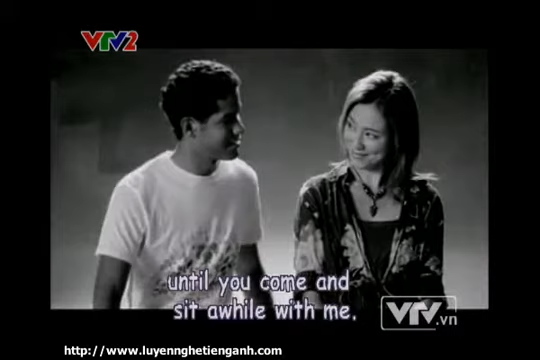 VTV2
until you come and
sit awhile with me.
VTV.vn
http://www.luyennghetienganh.com